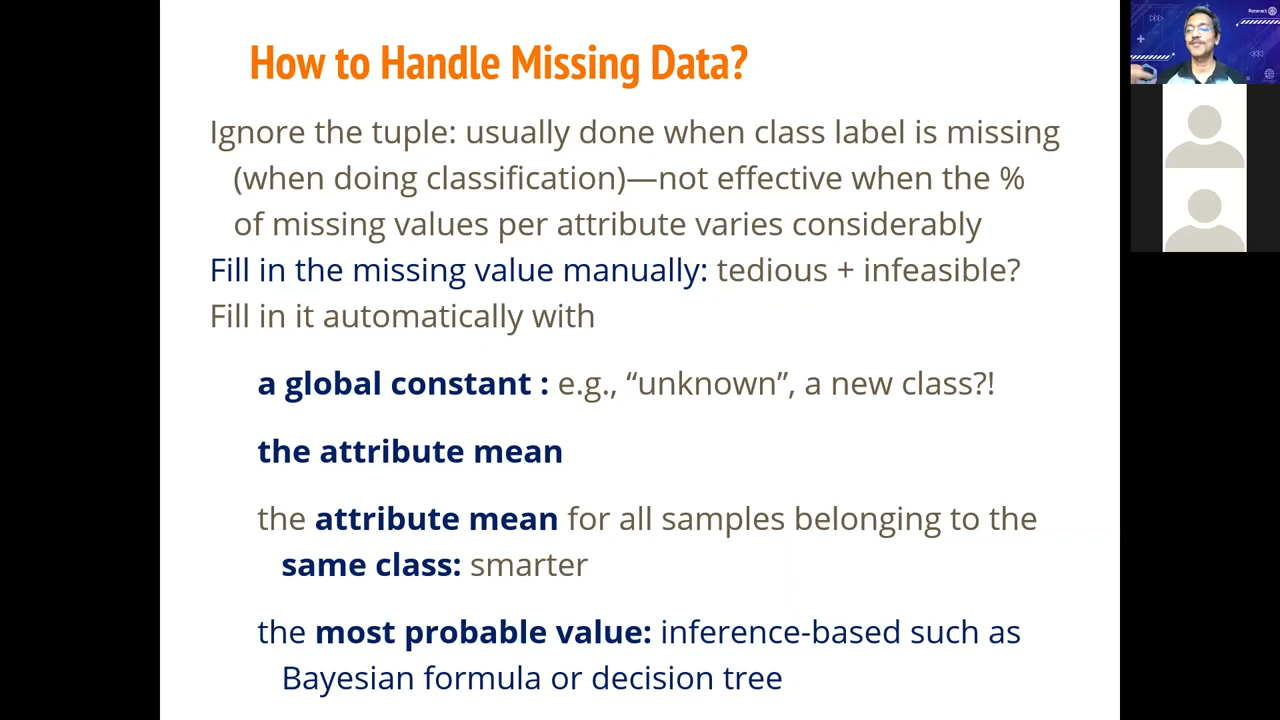 How to Handle Missing Data?
Ignore the tuple: usually done when class label is missing
(when doing classification)—not effective when the %
of missing values per attribute varies considerably
Fill in the missing value manually: tedious + infeasible?
Fill in it automatically with
a global constant : e.g., “unknown”, a new class?!
the attribute mean
the attribute mean for all samples belonging to the
same class: smarter
the most probable value: inference-based such as
Bayesian formula or decision tree
Rotaract